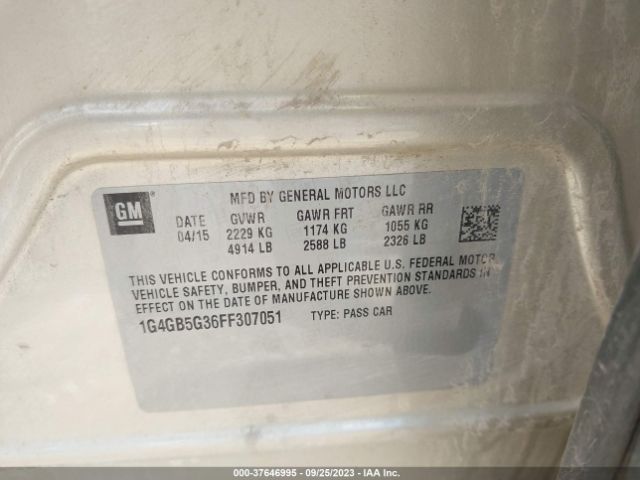 GM ®
MFD BY GENERAL MOTORS LLC
DATE GVWR GAWR FRT GAWR RR
04/15 2229 KG 1174 KG 1055 KG
4914 LB 2588 LB 2326 LB
THIS VEHICLE CONFORMS TO ALL APPLICABLE U.S. FEDERAL MOTOR
VEHICLE SAFETY, BUMPER, AND THEFT PREVENTION STANDARDS IN
EFFECT ON THE DATE OF MANUFACTURE SHOWN ABOVE.
1G4GB5G36FF307051 TYPE: PASS CAR
000-37646995 - 09/25/2023 - IAA Inc.